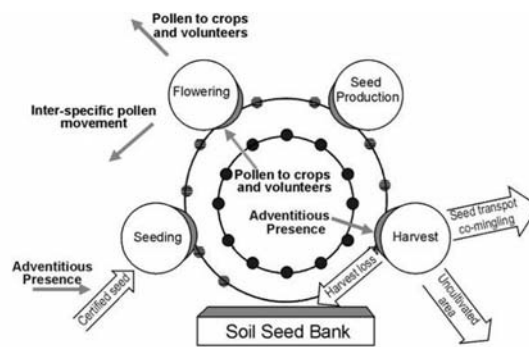 Pollen to crops
and volunteers
Flowering
Seed
Production
Inter-specific pollen
movement
Pollen to crops
and volunteers
Adventitious
Presence
Seeding
Harvest
Seed transpot
co-mingling
Adventitious
Presence
Certified seed
Harvest loss
Uncultivated
area
Soil Seed Bank